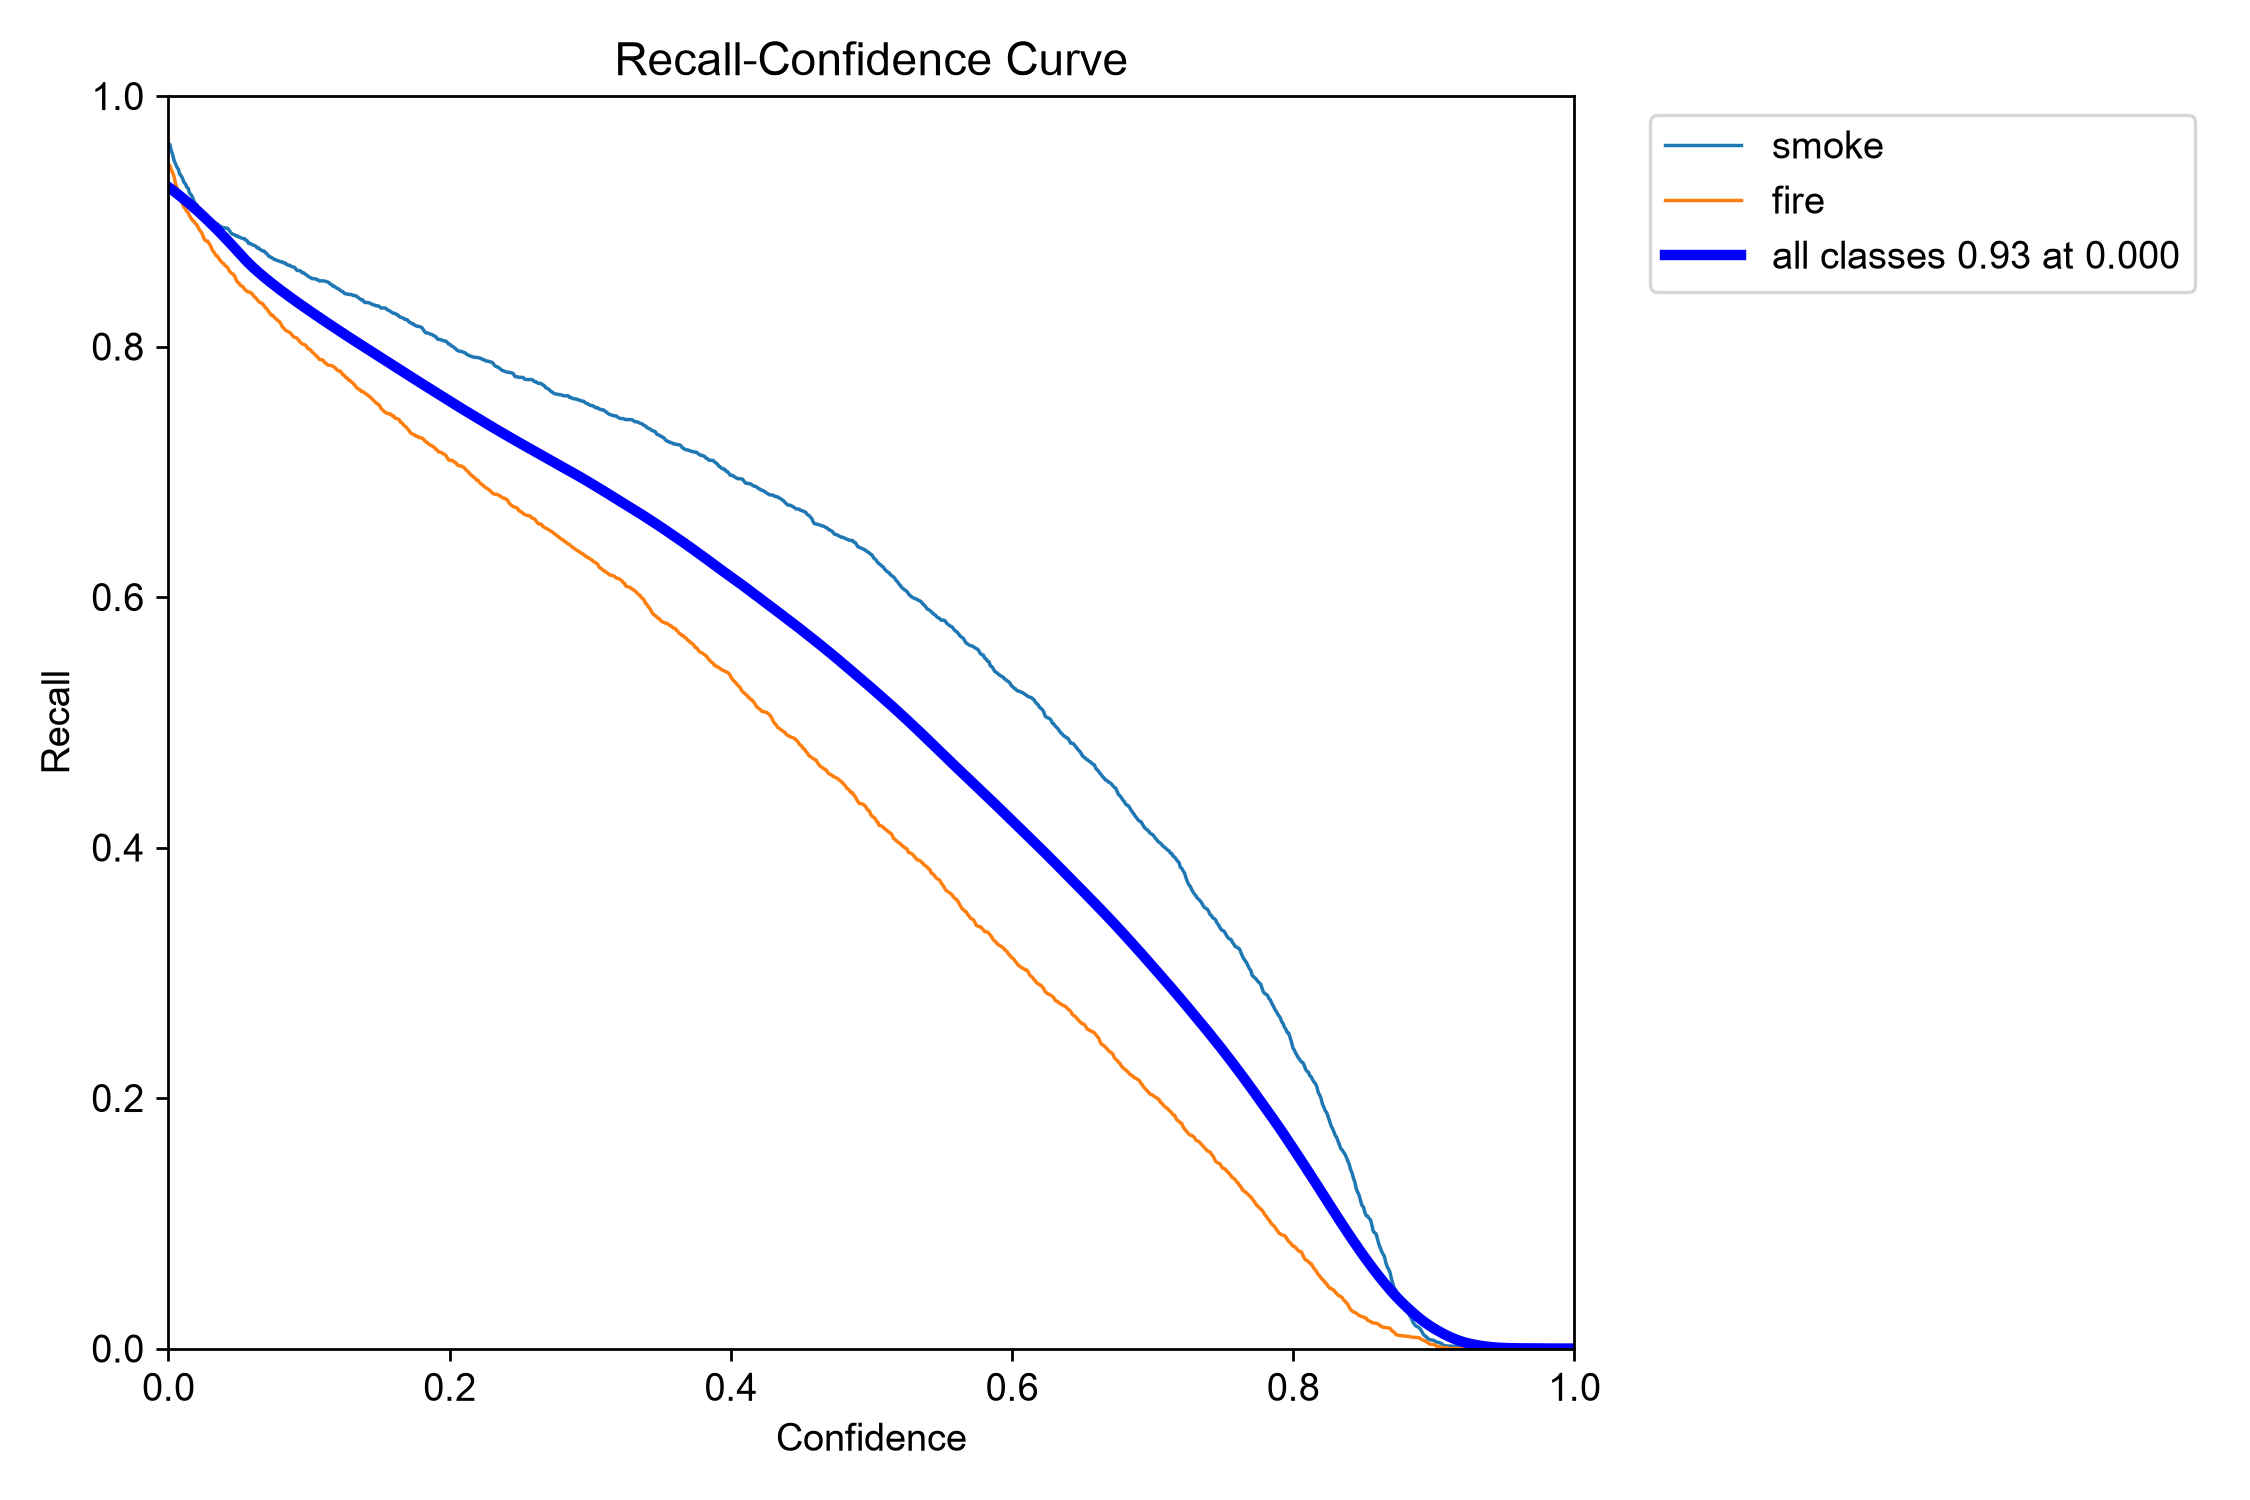 Recall-Confidence Curve
1.0
0.8
0.6
0.4
0.2
0.0
Recall
0.0 0.2 0.4 0.6 0.8 1.0
Confidence
smoke
fire
all classes 0.93 at 0.000